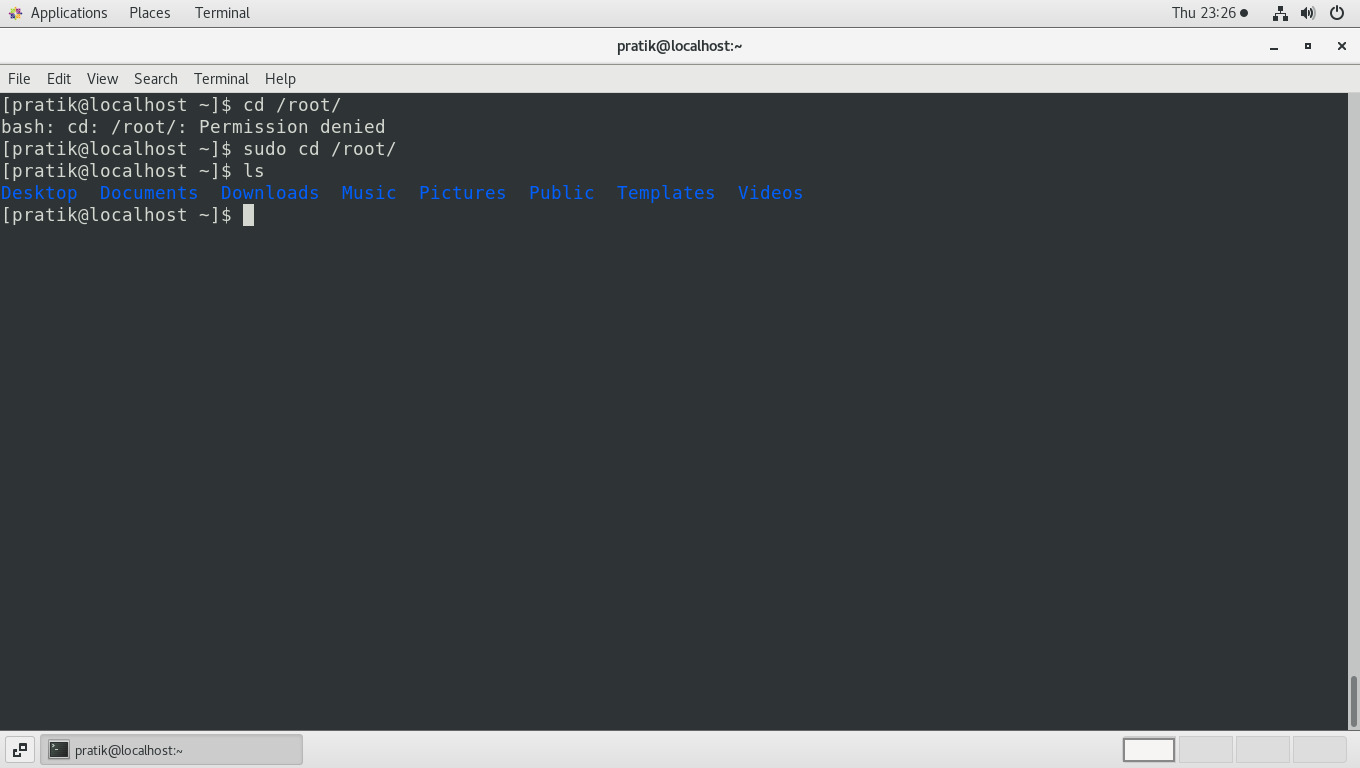 Applications Places Terminal Thu 23:26
pratik@localhost:~
File Edit View Search Terminal Help
[pratik@localhost ~]$ cd /root/
bash: cd: /root/: Permission denied
[pratik@localhost ~]$ sudo cd /root/
[pratik@localhost ~]$ ls
Desktop  Documents  Downloads  Music  Pictures  Public  Templates  Videos
[pratik@localhost ~]$
pratik@localhost:~